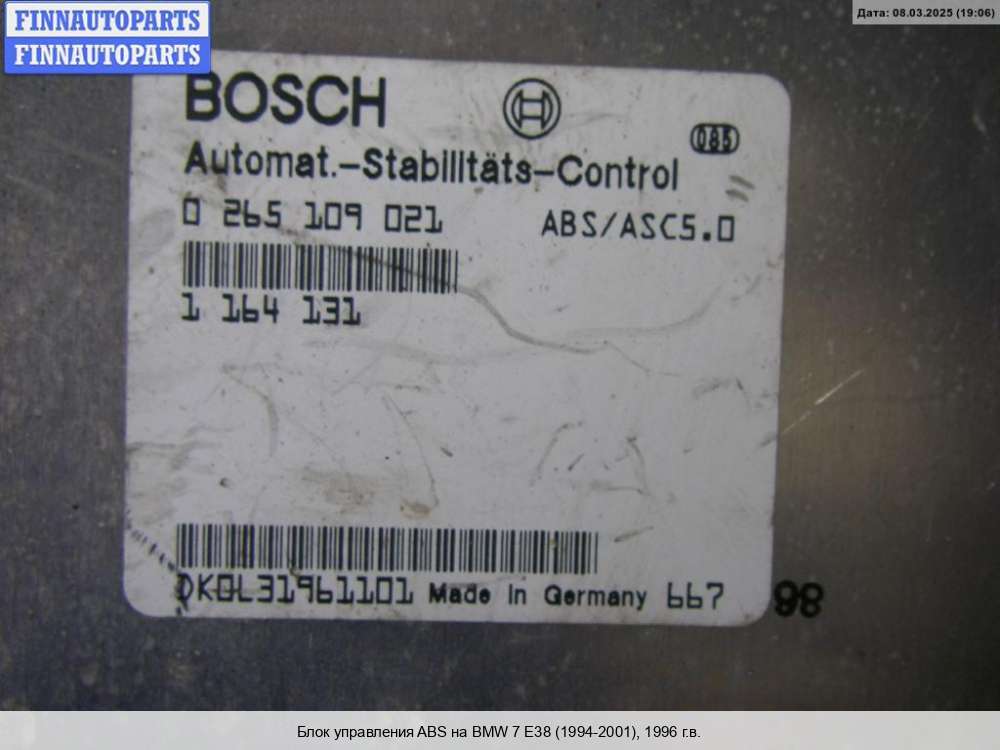 FINNAUTOPARTS
FINNAUTOPARTS
Дата: 08.03.2025 (19:06)
BOSCH
085
Automat.-Stabilitäts-Control
0 265 109 021 ABS/ASC5.0
1 164 131
DK0L31961101 Made in Germany 667
98
Блок управления ABS на BMW 7 E38 (1994-2001), 1996 г.в.